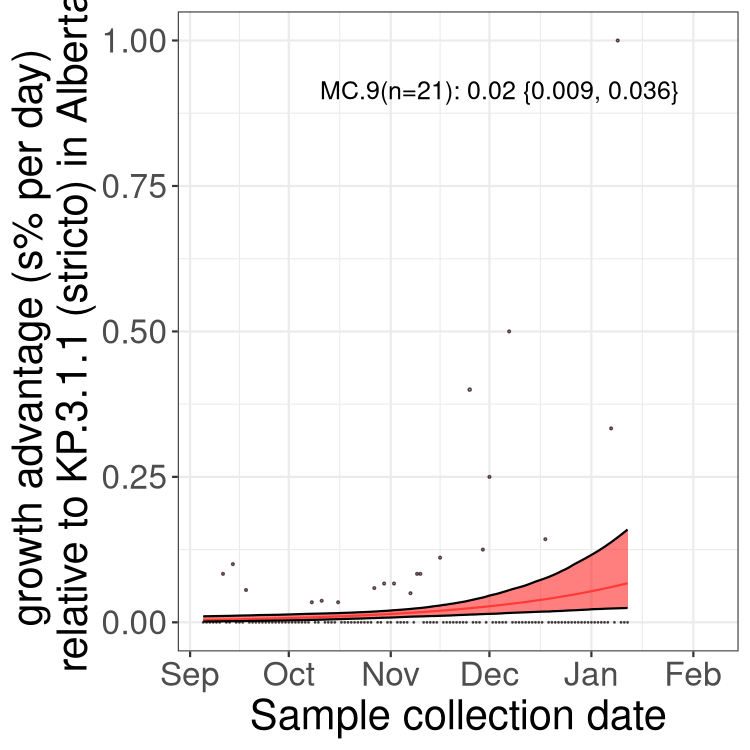 growth advantage (s% per day)
relative to KP.3.1.1 (stricto) in Alberta
1.00
0.75
0.50
0.25
0.00
MC.9(n=21): 0.02 {0.009, 0.036}
Sep Oct Nov Dec Jan Feb
Sample collection date